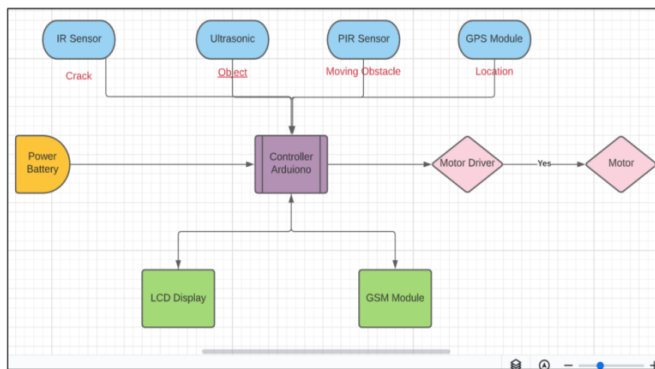 IR Sensor
Ultrasonic
PIR Sensor
GPS Module
Crack
Object
Moving Obstacle
Location
Power
Battery
Controller
Arduiono
Motor Driver
Yes
Motor
LCD Display
GSM Module